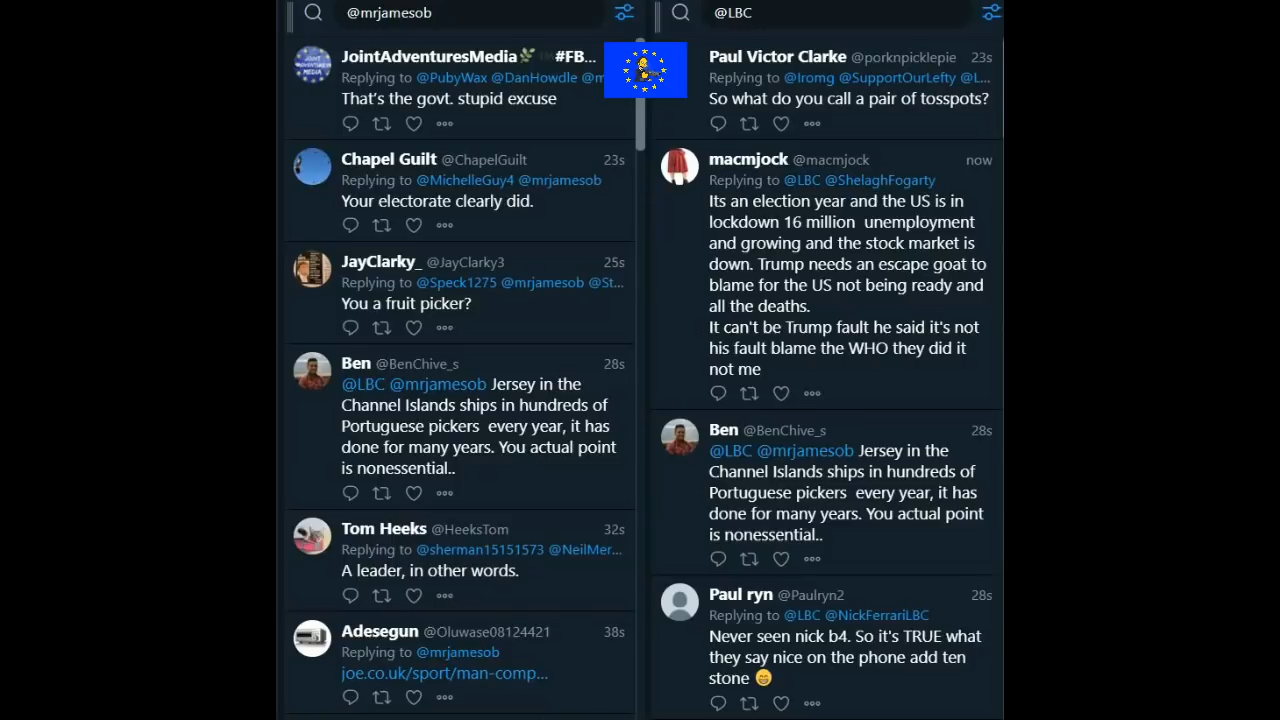 @mrjamesob
JointAdventuresMedia #FB...
Replying to @PubyWax @DanHowdle @m
That's the govt. stupid excuse
Chapel Guilt @ChapelGuilt 23s
Replying to @MichelleGuy4 @mrjamesob
Your electorate clearly did.
JayClarky_ @JayClarky3 25s
Replying to @Speck1275 @mrjamesob @St...
You a fruit picker?
Ben @BenChive_s 28s
@LBC @mrjamesob Jersey in the
Channel Islands ships in hundreds of
Portuguese pickers every year, it has
done for many years. You actual point
is nonessential..
Tom Heeks @HeeksTom 32s
Replying to @sherman15151573 @NeilMer...
A leader, in other words.
Adesegun @Oluwase08124421 38s
Replying to @mrjamesob
joe.co.uk/sport/man-comp...
@LBC
Paul Victor Clarke @porknpicklepie 23s
Replying to @Iromg @SupportOurLefty @L...
So what do you call a pair of tosspots?
macmjock @macmjock now
Replying to @LBC @ShelaghFogarty
Its an election year and the US is in
lockdown 16 million unemployment
and growing and the stock market is
down. Trump needs an escape goat to
blame for the US not being ready and
all the deaths.
It can't be Trump fault he said it's not
his fault blame the WHO they did it
not me
Ben @BenChive_s 28s
@LBC @mrjamesob Jersey in the
Channel Islands ships in hundreds of
Portuguese pickers every year, it has
done for many years. You actual point
is nonessential..
Paul ryn @Paulryn2 28s
Replying to @LBC @NickFerrariLBC
Never seen nick b4. So it's TRUE what
they say nice on the phone add ten
stone 😁